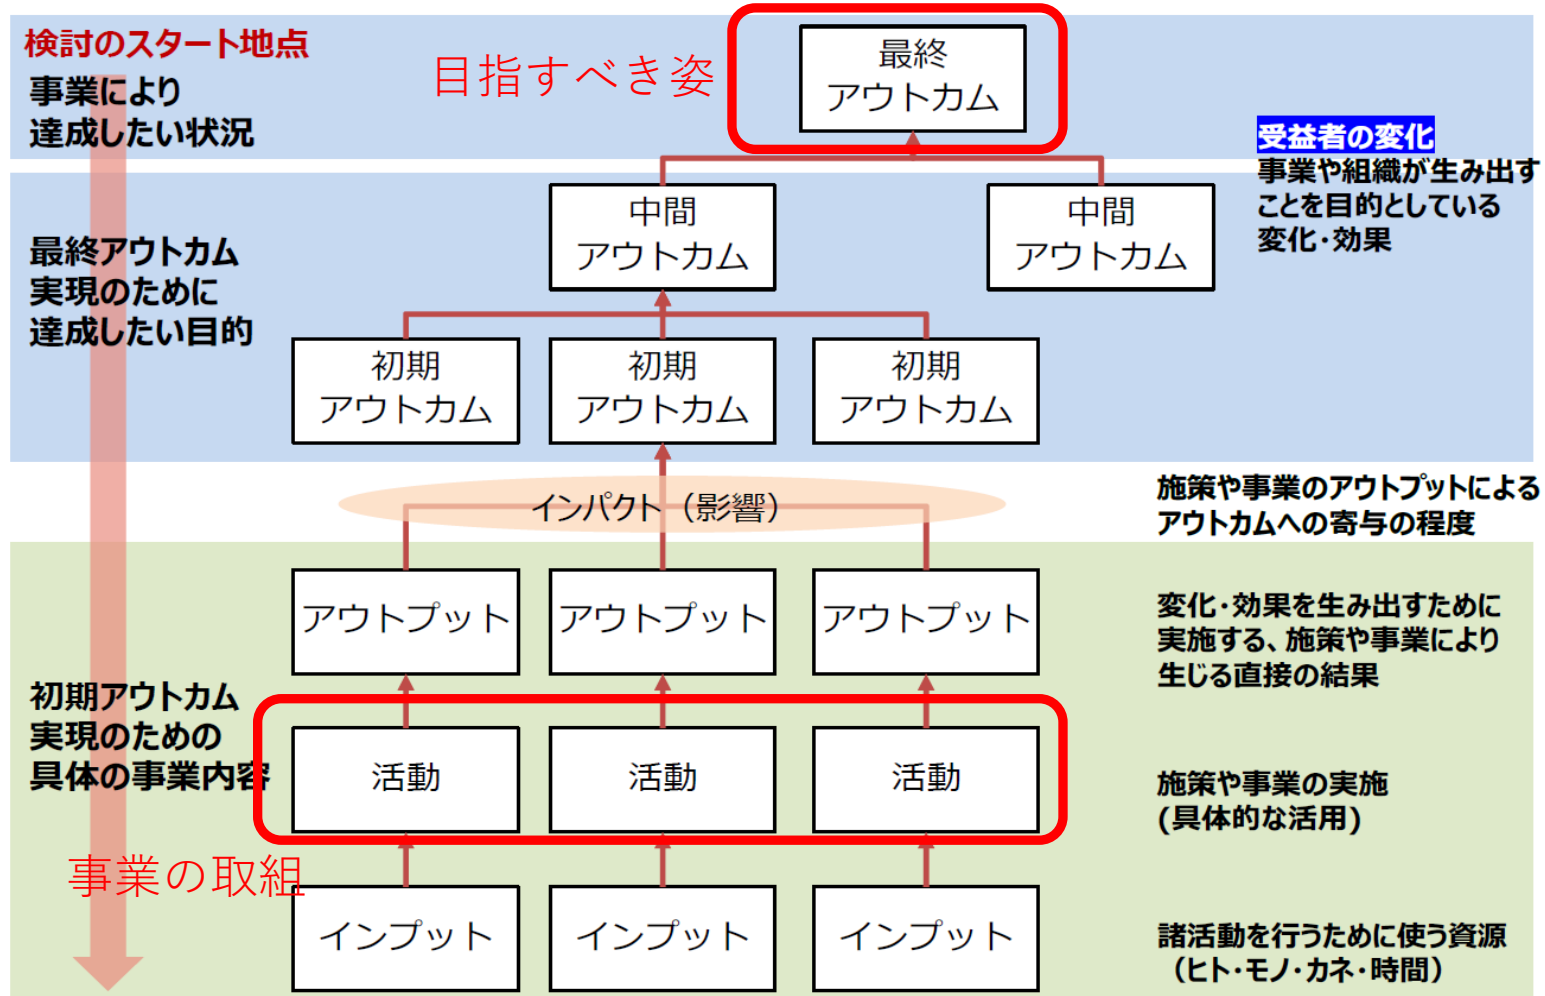 検討のスタート地点
事業により
達成したい状況
目指すべき姿
最終
アウトカム
受益者の変化
事業や組織が生み出す
ことを目的としている
変化・効果
最終アウトカム
実現のために
達成したい目的
中間
アウトカム
中間
アウトカム
初期
アウトカム
初期
アウトカム
初期
アウトカム
インパクト（影響）
施策や事業のアウトプットによる
アウトカムへの寄与の程度
アウトプット
アウトプット
アウトプット
変化・効果を生み出すために
実施する、施策や事業により
生じる直接の結果
初期アウトカム
実現のための
具体の事業内容
活動
活動
活動
施策や事業の実施
(具体的な活用)
事業の取組
インプット
インプット
インプット
諸活動を行うために使う資源
（ヒト・モノ・カネ・時間）